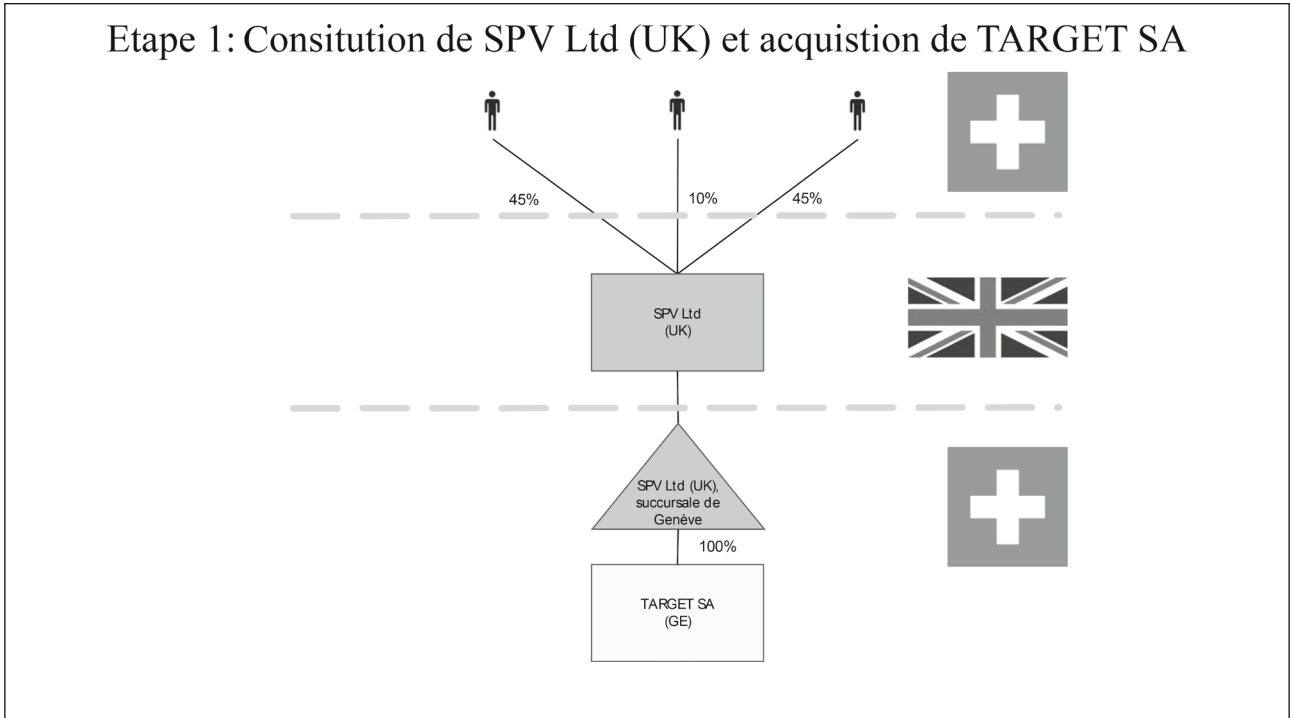 Etape 1: Consitution de SPV Ltd (UK) et acquistion de TARGET SA
45%
10%
45%
SPV Ltd
(UK)
SPV Ltd (UK),
succursale de
Genève
100%
TARGET SA
(GE)